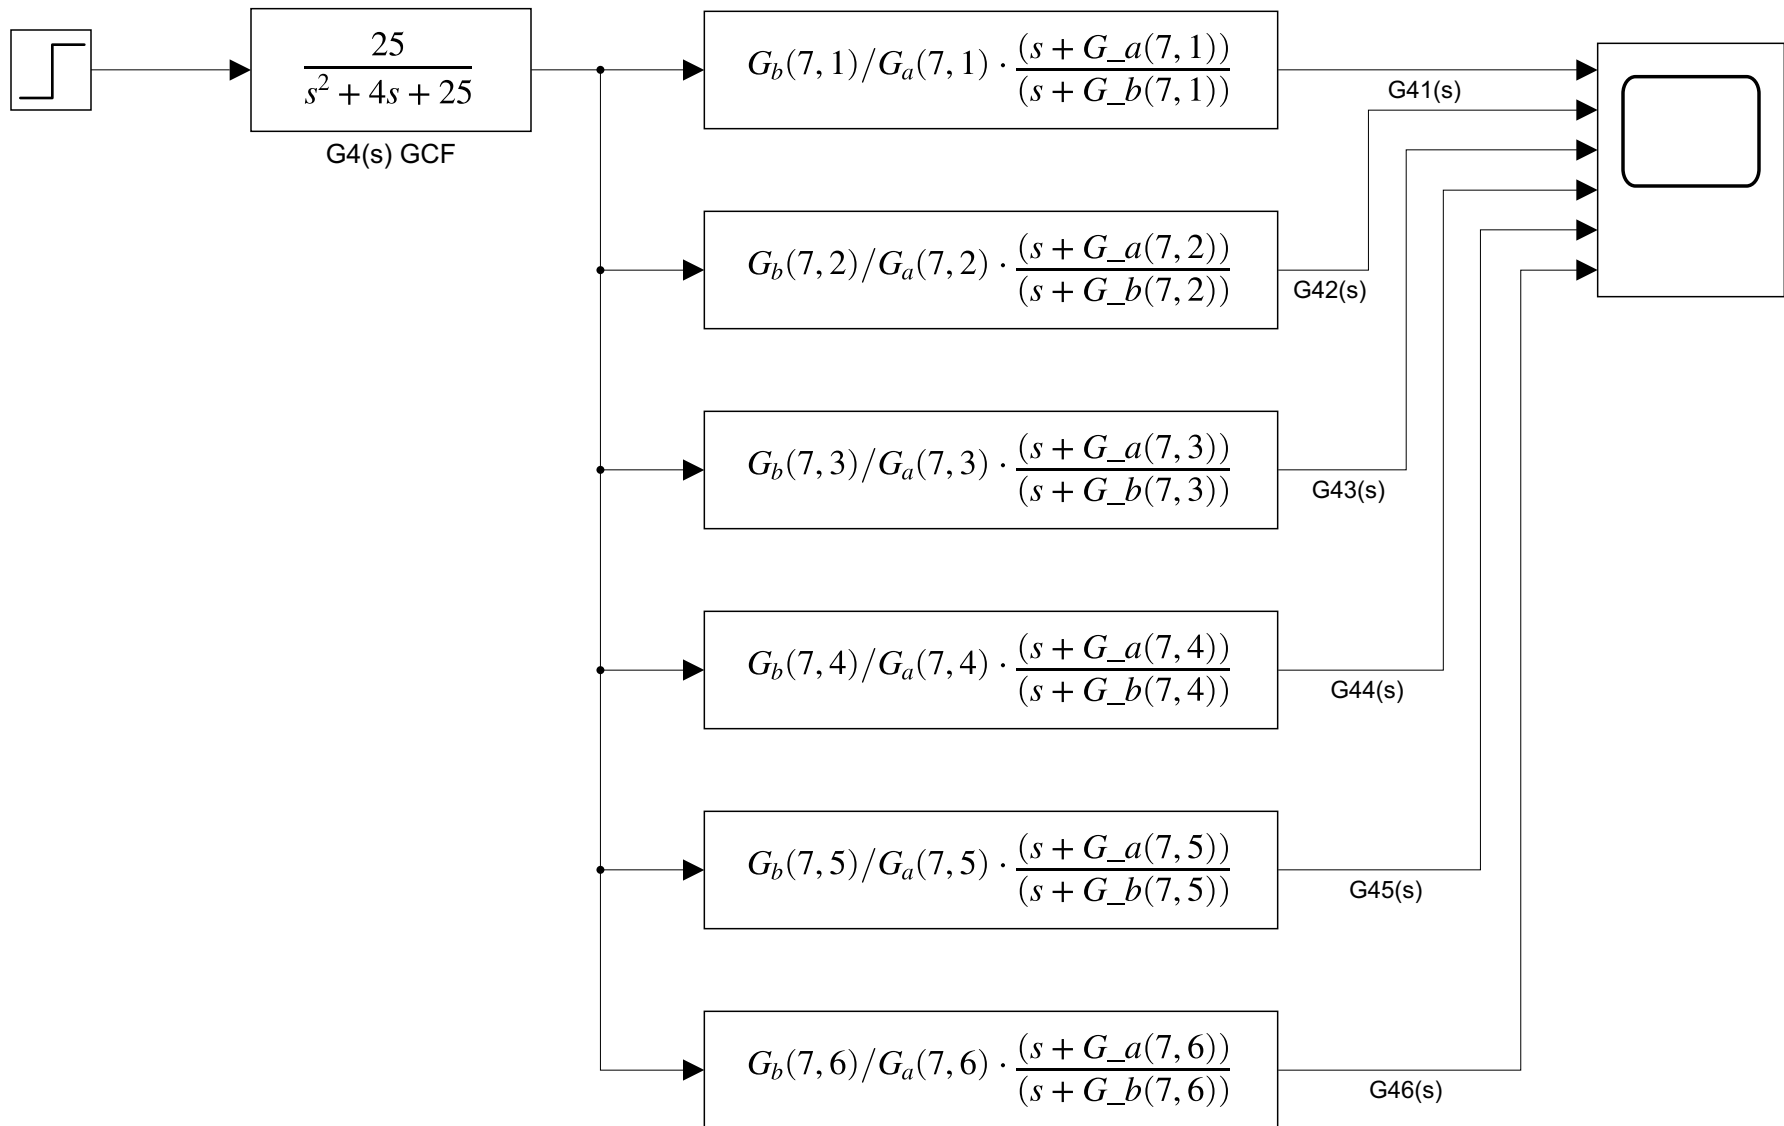 25
s² + 4s + 25
G4(s) GCF
G_b(7, 1)/G_a(7, 1) · (s + G_a(7, 1))
(s + G_b(7, 1))
G41(s)
G_b(7, 2)/G_a(7, 2) · (s + G_a(7, 2))
(s + G_b(7, 2))
G42(s)
G_b(7, 3)/G_a(7, 3) · (s + G_a(7, 3))
(s + G_b(7, 3))
G43(s)
G_b(7, 4)/G_a(7, 4) · (s + G_a(7, 4))
(s + G_b(7, 4))
G44(s)
G_b(7, 5)/G_a(7, 5) · (s + G_a(7, 5))
(s + G_b(7, 5))
G45(s)
G_b(7, 6)/G_a(7, 6) · (s + G_a(7, 6))
(s + G_b(7, 6))
G46(s)